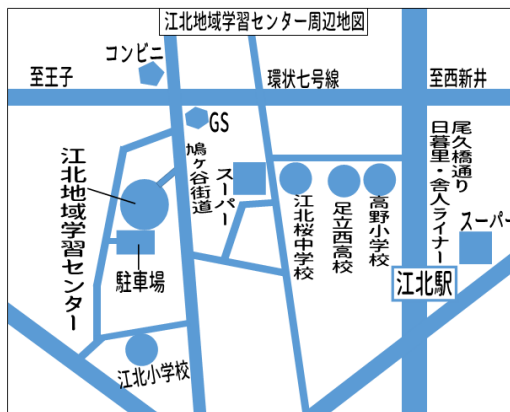 江北地域学習センター周辺地図
コンビニ
至王子
環状七号線
至西新井
GS
鳩ヶ谷街道
スーパー
江北地域学習センター
駐車場
江北桜中学校
足立西高校
高野小学校
尾久橋通り
日暮里・舎人ライナー
スーパー
江北駅
江北小学校